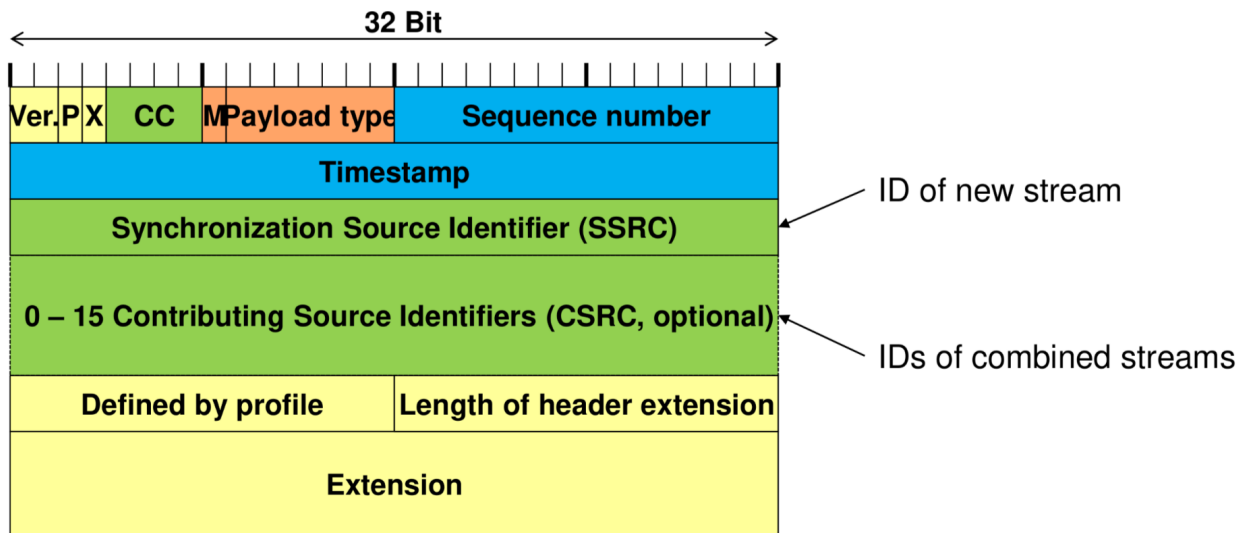 32 Bit
Ver. P X CC M Payload type Sequence number
Timestamp
ID of new stream
Synchronization Source Identifier (SSRC)
0 – 15 Contributing Source Identifiers (CSRC, optional)
IDs of combined streams
Defined by profile Length of header extension
Extension